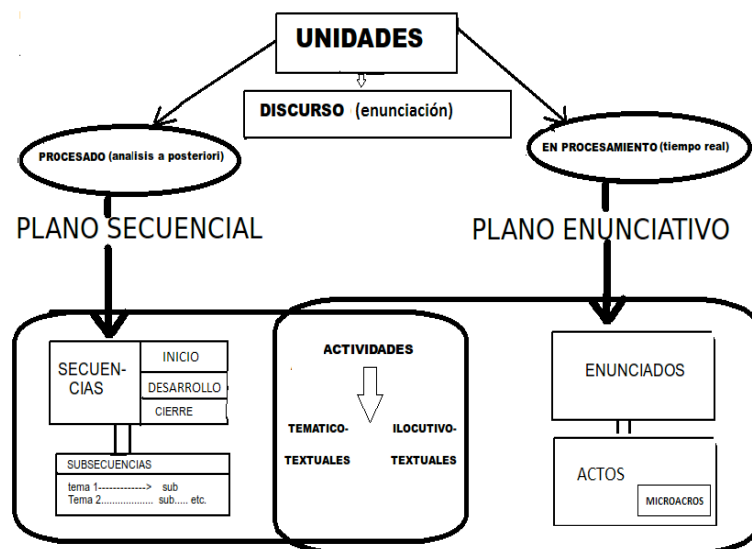 UNIDADES
DISCURSO (enunciación)
PROCESADO (analisis a posteriori)
EN PROCESAMIENTO (tiempo real)
PLANO SECUENCIAL
PLANO ENUNCIATIVO
SECUEN-
CIAS
INICIO
DESARROLLO
CIERRE
SUBSECUENCIAS
tema 1-------------> sub
Tema 2.................. sub..... etc.
ACTIVIDADES
TEMATICO-
TEXTUALES
ILOCUTIVO-
TEXTUALES
ENUNCIADOS
ACTOS
MICROACROS